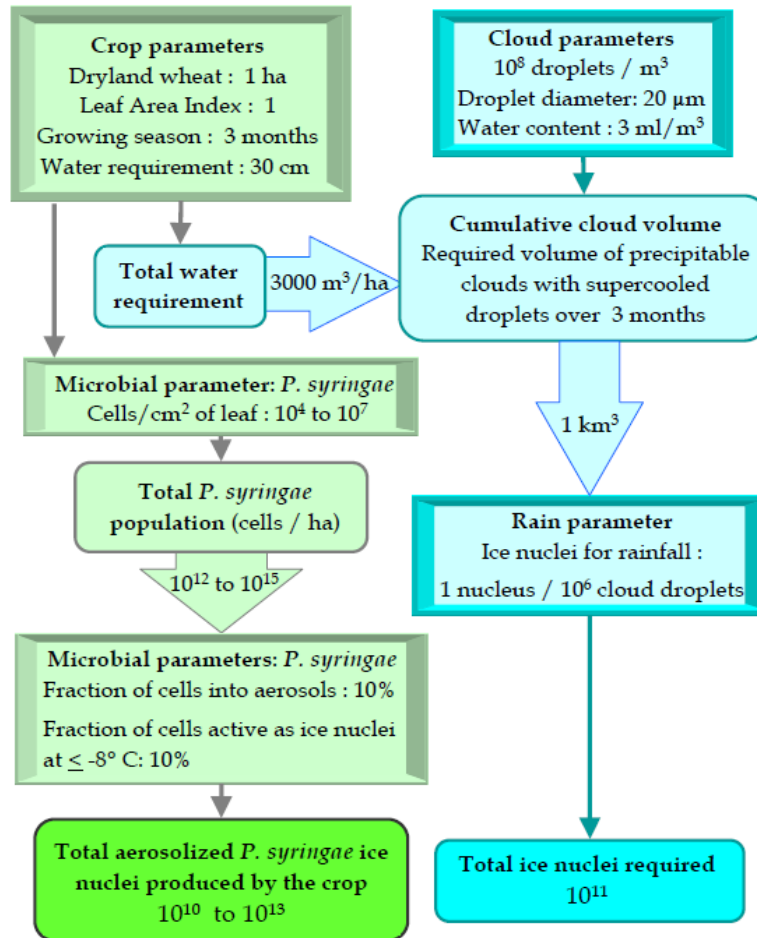 Crop parameters
Dryland wheat : 1 ha
Leaf Area Index : 1
Growing season : 3 months
Water requirement : 30 cm
Cloud parameters
10⁸ droplets / m³
Droplet diameter: 20 µm
Water content : 3 ml/m³
Total water
requirement
3000 m³/ha
Cumulative cloud volume
Required volume of precipitable
clouds with supercooled
droplets over 3 months
Microbial parameter: P. syringae
Cells/cm² of leaf : 10⁴ to 10⁷
1 km³
Total P. syringae
population (cells / ha)
10¹² to 10¹⁵
Rain parameter
Ice nuclei for rainfall :
1 nucleus / 10⁶ cloud droplets
Microbial parameters: P. syringae
Fraction of cells into aerosols : 10%
Fraction of cells active as ice nuclei
at ≤ -8° C: 10%
Total aerosolized P. syringae ice
nuclei produced by the crop
10¹⁰ to 10¹³
Total ice nuclei required
10¹¹